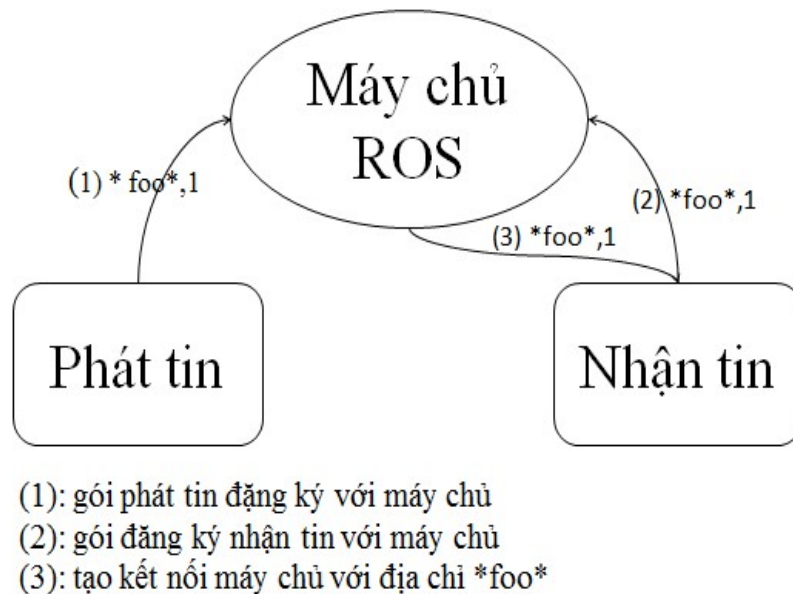 Máy chủ
ROS
(1) * foo*,1
(2) *foo*,1
(3) *foo*,1
Phát tin
Nhận tin
(1): gói phát tin đặng ký với máy chủ
(2): gói đăng ký nhận tin với máy chủ
(3): tạo kết nối máy chủ với địa chỉ *foo*